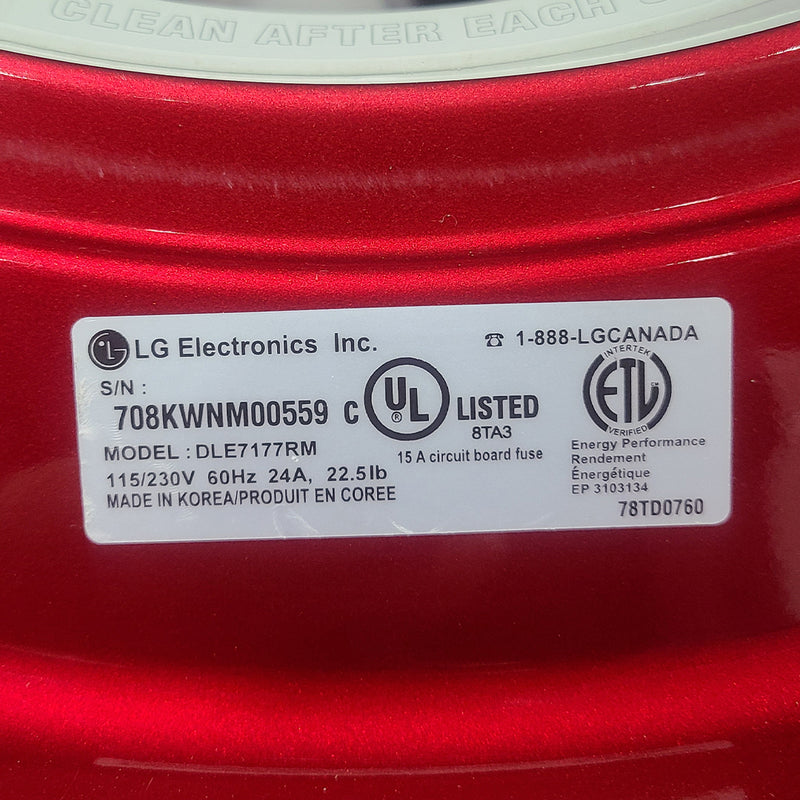 CLEAN AFTER EACH
LG Electronics Inc.
☎ 1-888-LGCANADA
S/N :
708KWNM00559
C UL ® LISTED
8TA3
INTERTEK
ETL
VERIFIED
MODEL : DLE7177RM
15 A circuit board fuse
115/230V 60Hz 24A, 22.5lb
MADE IN KOREA/PRODUIT EN COREE
Energy Performance
Rendement
Énergétique
EP 3103134
78TD0760